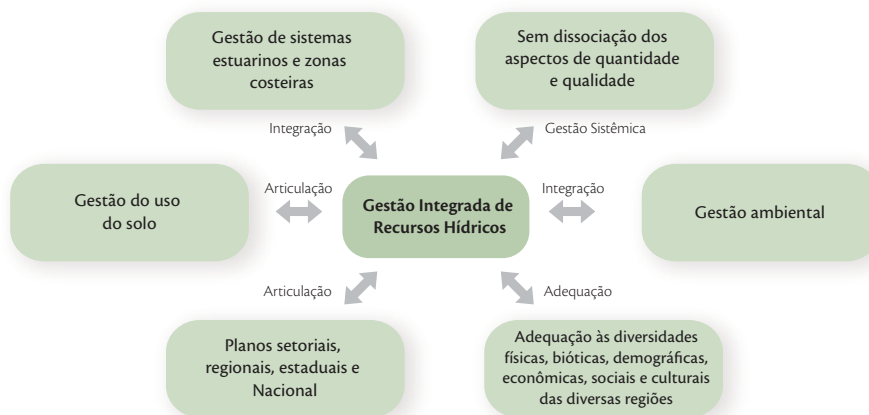 Gestão de sistemas
estuarinos e zonas
costeiras
Sem dissociação dos
aspectos de quantidade
e qualidade
Integração
Gestão Sistêmica
Gestão do uso
do solo
Articulação
Gestão Integrada de
Recursos Hídricos
Integração
Gestão ambiental
Articulação
Adequação
Planos setoriais,
regionais, estaduais e
Nacional
Adequação às diversidades
físicas, bióticas, demográficas,
econômicas, sociais e culturais
das diversas regiões